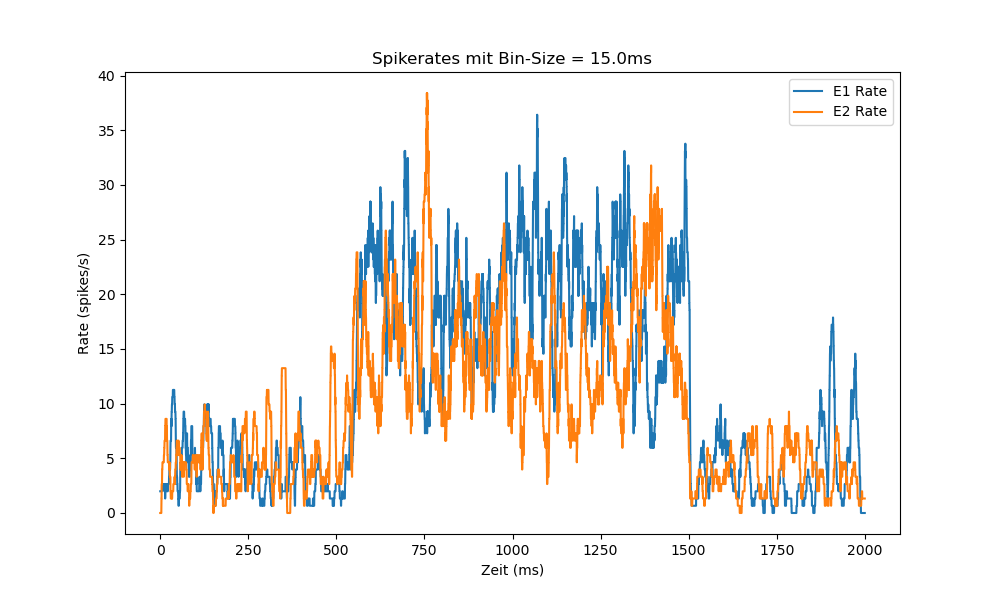 Spikerates mit Bin-Size = 15.0ms
E1 Rate
E2 Rate
40
35
30
25
20
15
10
5
0
Rate (spikes/s)
0 250 500 750 1000 1250 1500 1750 2000
Zeit (ms)